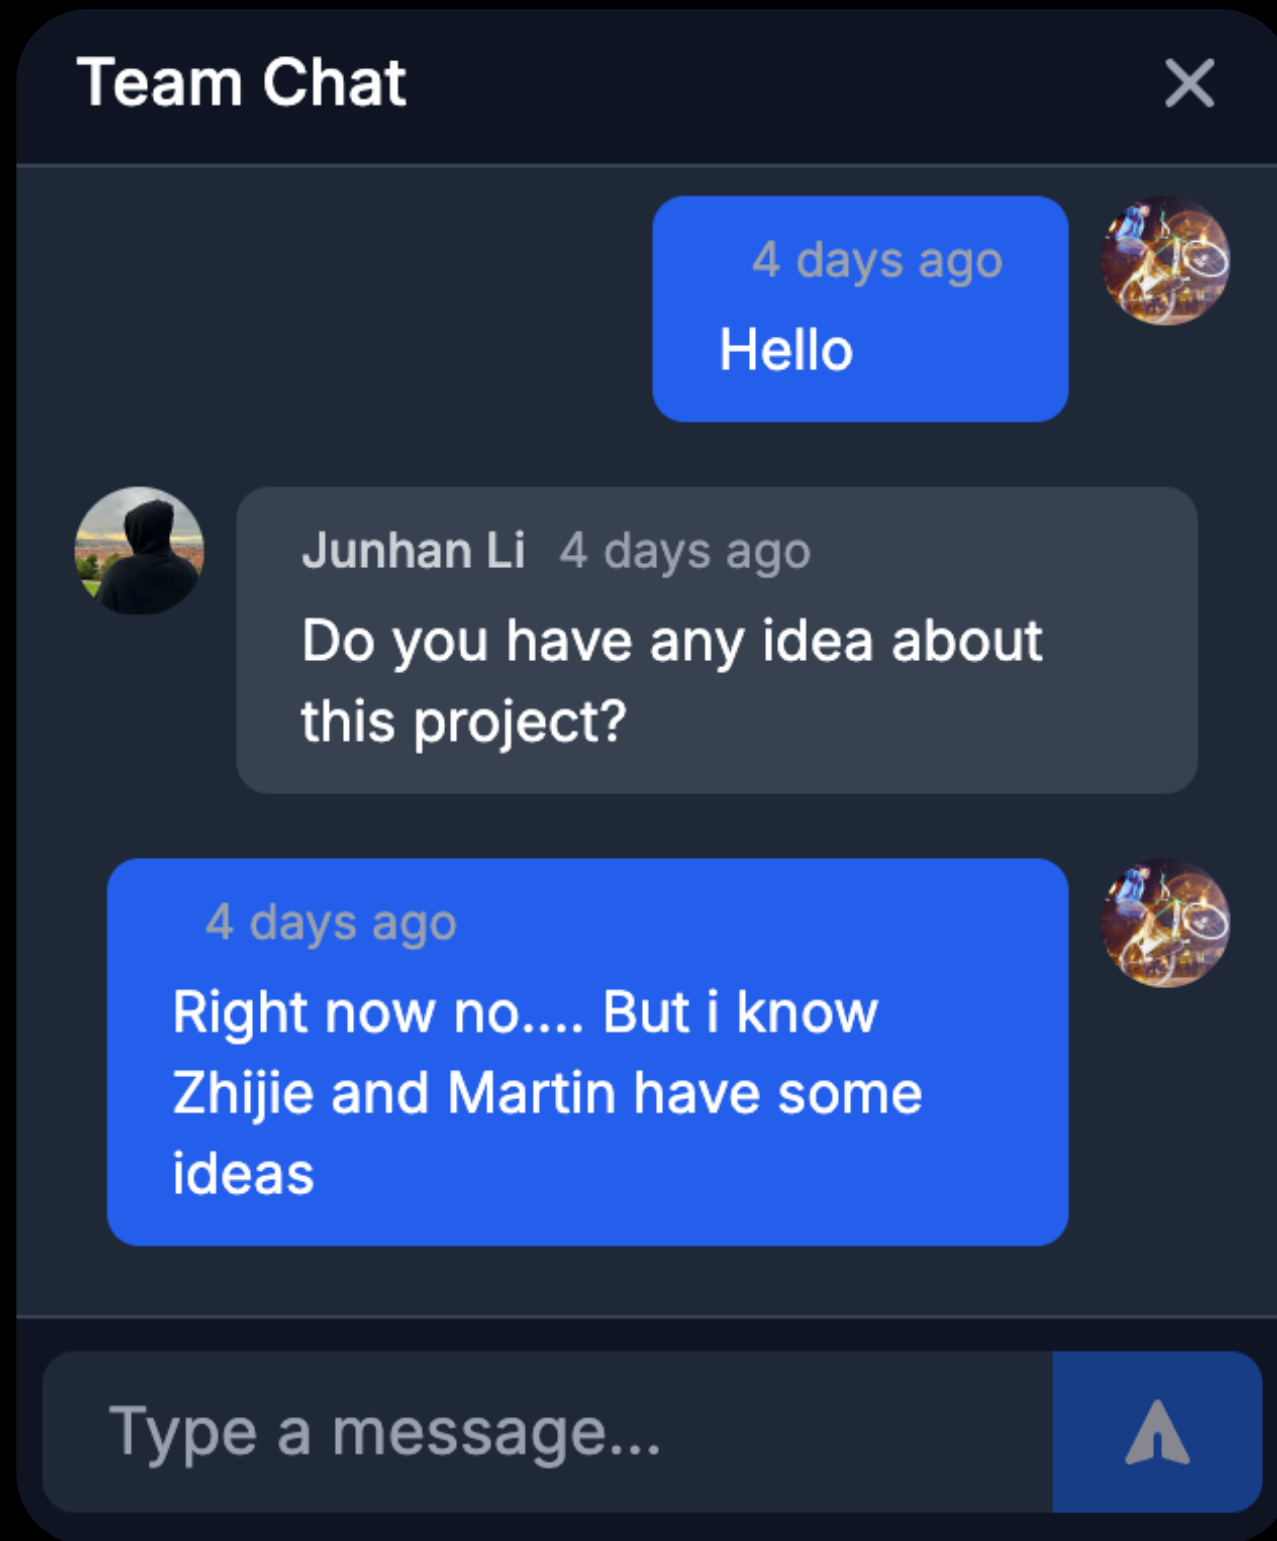 Team Chat
4 days ago
Hello
Junhan Li 4 days ago
Do you have any idea about
this project?
4 days ago
Right now no.... But i know
Zhijie and Martin have some
ideas
Type a message...